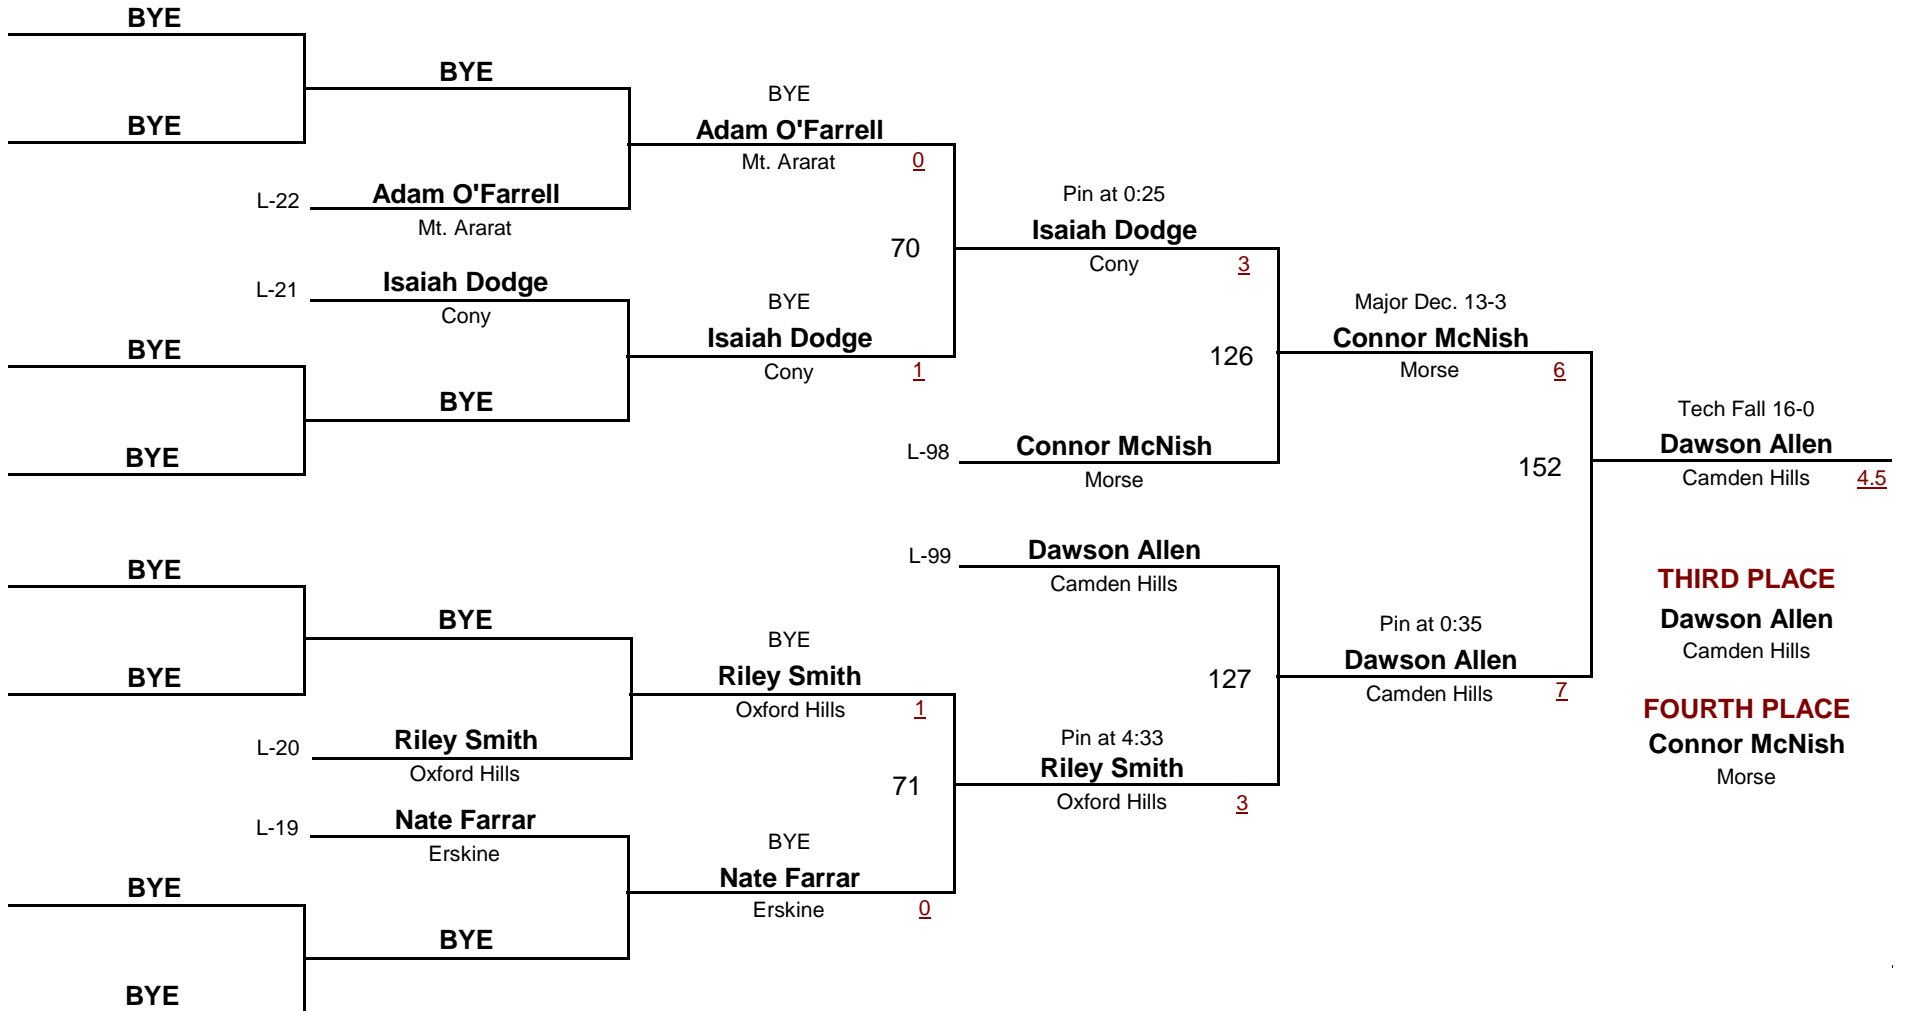 BYE
BYE
BYE
BYE
Adam O'Farrell
Mt. Ararat
0
L-22
Adam O'Farrell
Mt. Ararat
70
Pin at 0:25
Isaiah Dodge
Cony
3
L-21
Isaiah Dodge
Cony
BYE
Isaiah Dodge
Cony
1
BYE
BYE
BYE
126
Major Dec. 13-3
Connor McNish
Morse
6
L-98
Connor McNish
Morse
152
Tech Fall 16-0
Dawson Allen
Camden Hills
4.5
L-99
Dawson Allen
Camden Hills
BYE
BYE
BYE
BYE
Riley Smith
Oxford Hills
1
127
Pin at 0:35
Dawson Allen
Camden Hills
7
L-20
Riley Smith
Oxford Hills
71
Pin at 4:33
Riley Smith
Oxford Hills
3
L-19
Nate Farrar
Erskine
BYE
Nate Farrar
Erskine
0
BYE
BYE
BYE
THIRD PLACE
Dawson Allen
Camden Hills
FOURTH PLACE
Connor McNish
Morse